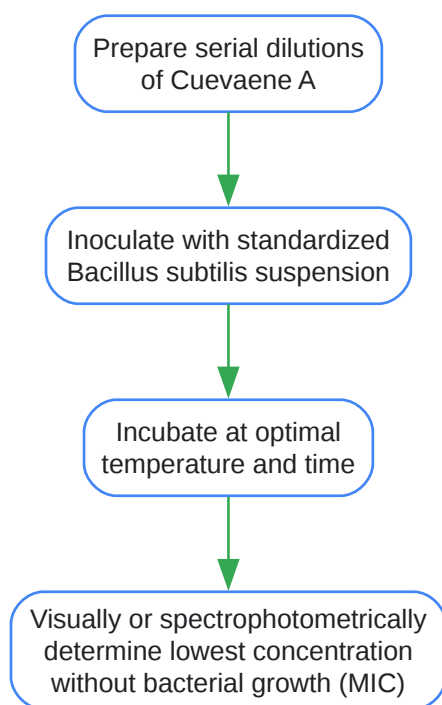 Prepare serial dilutions
of Cuevaene A
Inoculate with standardized
Bacillus subtilis suspension
Incubate at optimal
temperature and time
Visually or spectrophotometrically
determine lowest concentration
without bacterial growth (MIC)